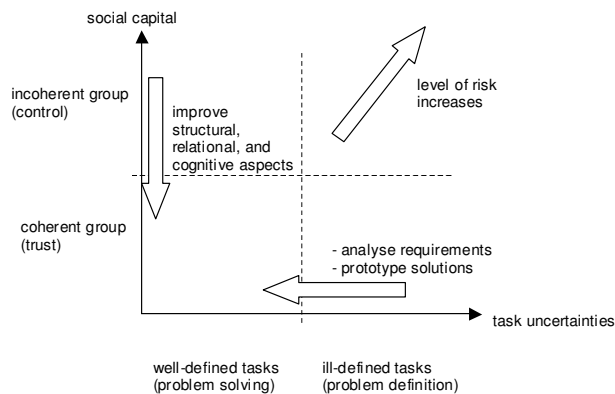 social capital
incoherent group
(control)
improve
structural,
relational, and
cognitive aspects
level of risk
increases
coherent group
(trust)
- analyse requirements
- prototype solutions
task uncertainties
well-defined tasks
(problem solving)
ill-defined tasks
(problem definition)